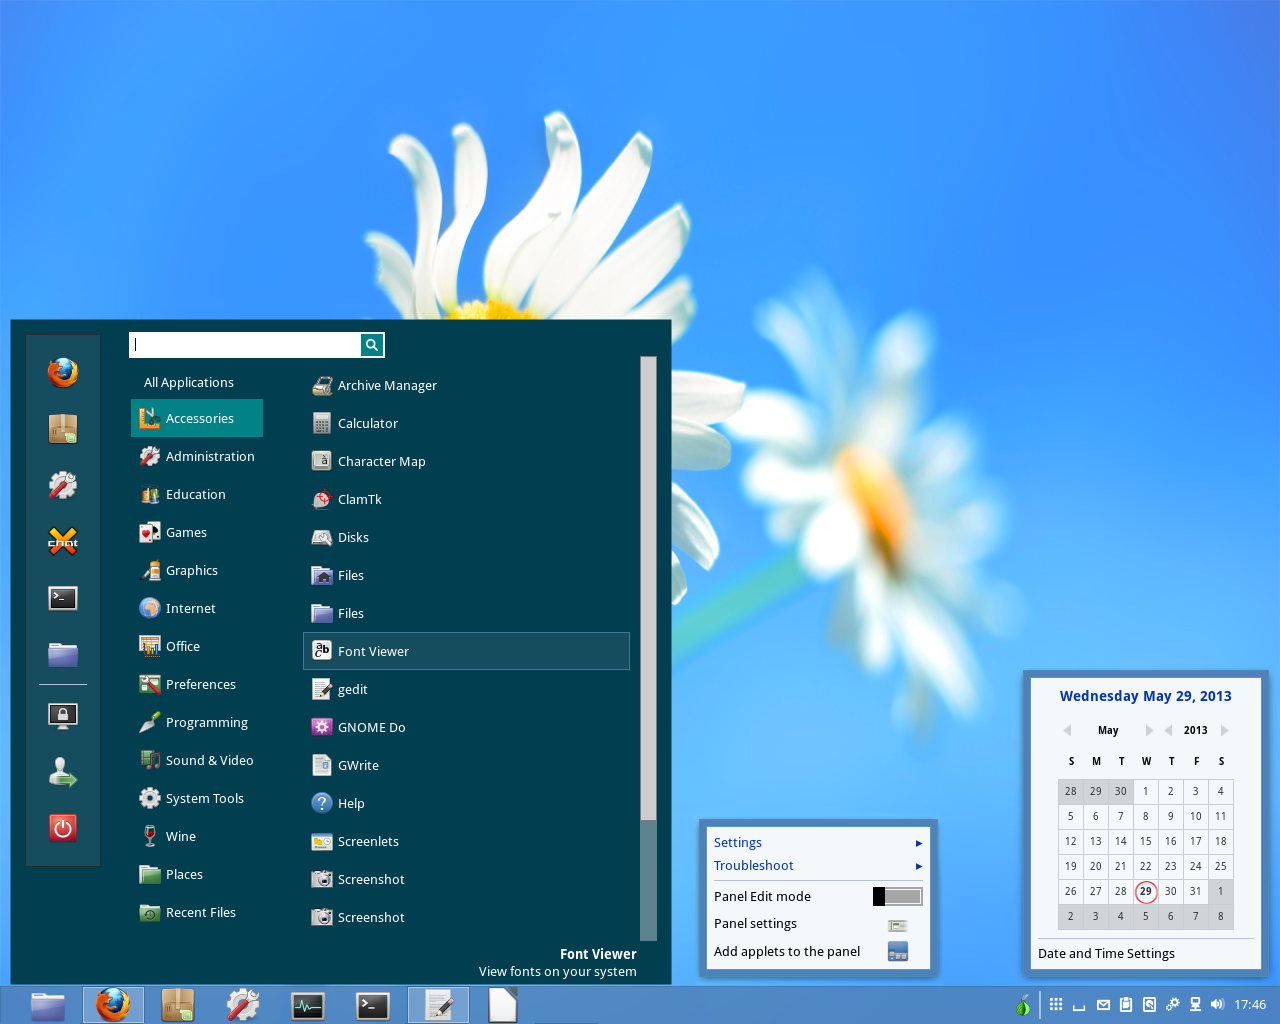 All Applications
Accessories
Administration
Education
Games
Graphics
Internet
Office
Preferences
Programming
Sound & Video
System Tools
Wine
Places
Recent Files
Archive Manager
Calculator
Character Map
ClamTk
Disks
Files
Files
Font Viewer
gedit
GNOME Do
GWrite
Help
Screenlets
Screenshot
Screenshot
Font Viewer
View fonts on your system
chat
Settings
Troubleshoot
Panel Edit mode
Panel settings
Add applets to the panel
Wednesday May 29, 2013
May 2013
S M T W T F S
28 29 30 1 2 3 4
5 6 7 8 9 10 11
12 13 14 15 16 17 18
19 20 21 22 23 24 25
26 27 28 29 30 31 1
2 3 4 5 6 7 8
Date and Time Settings
17:46